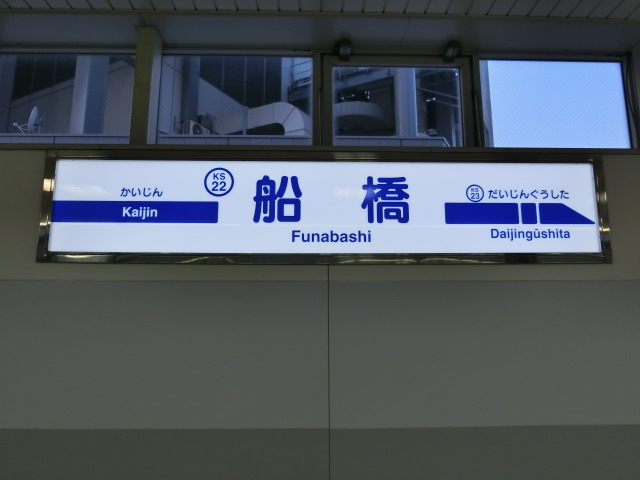 かいじん
Kaijin
KS
22
船橋
Funabashi
KS
23
だいじんぐうした
Daijingūshita